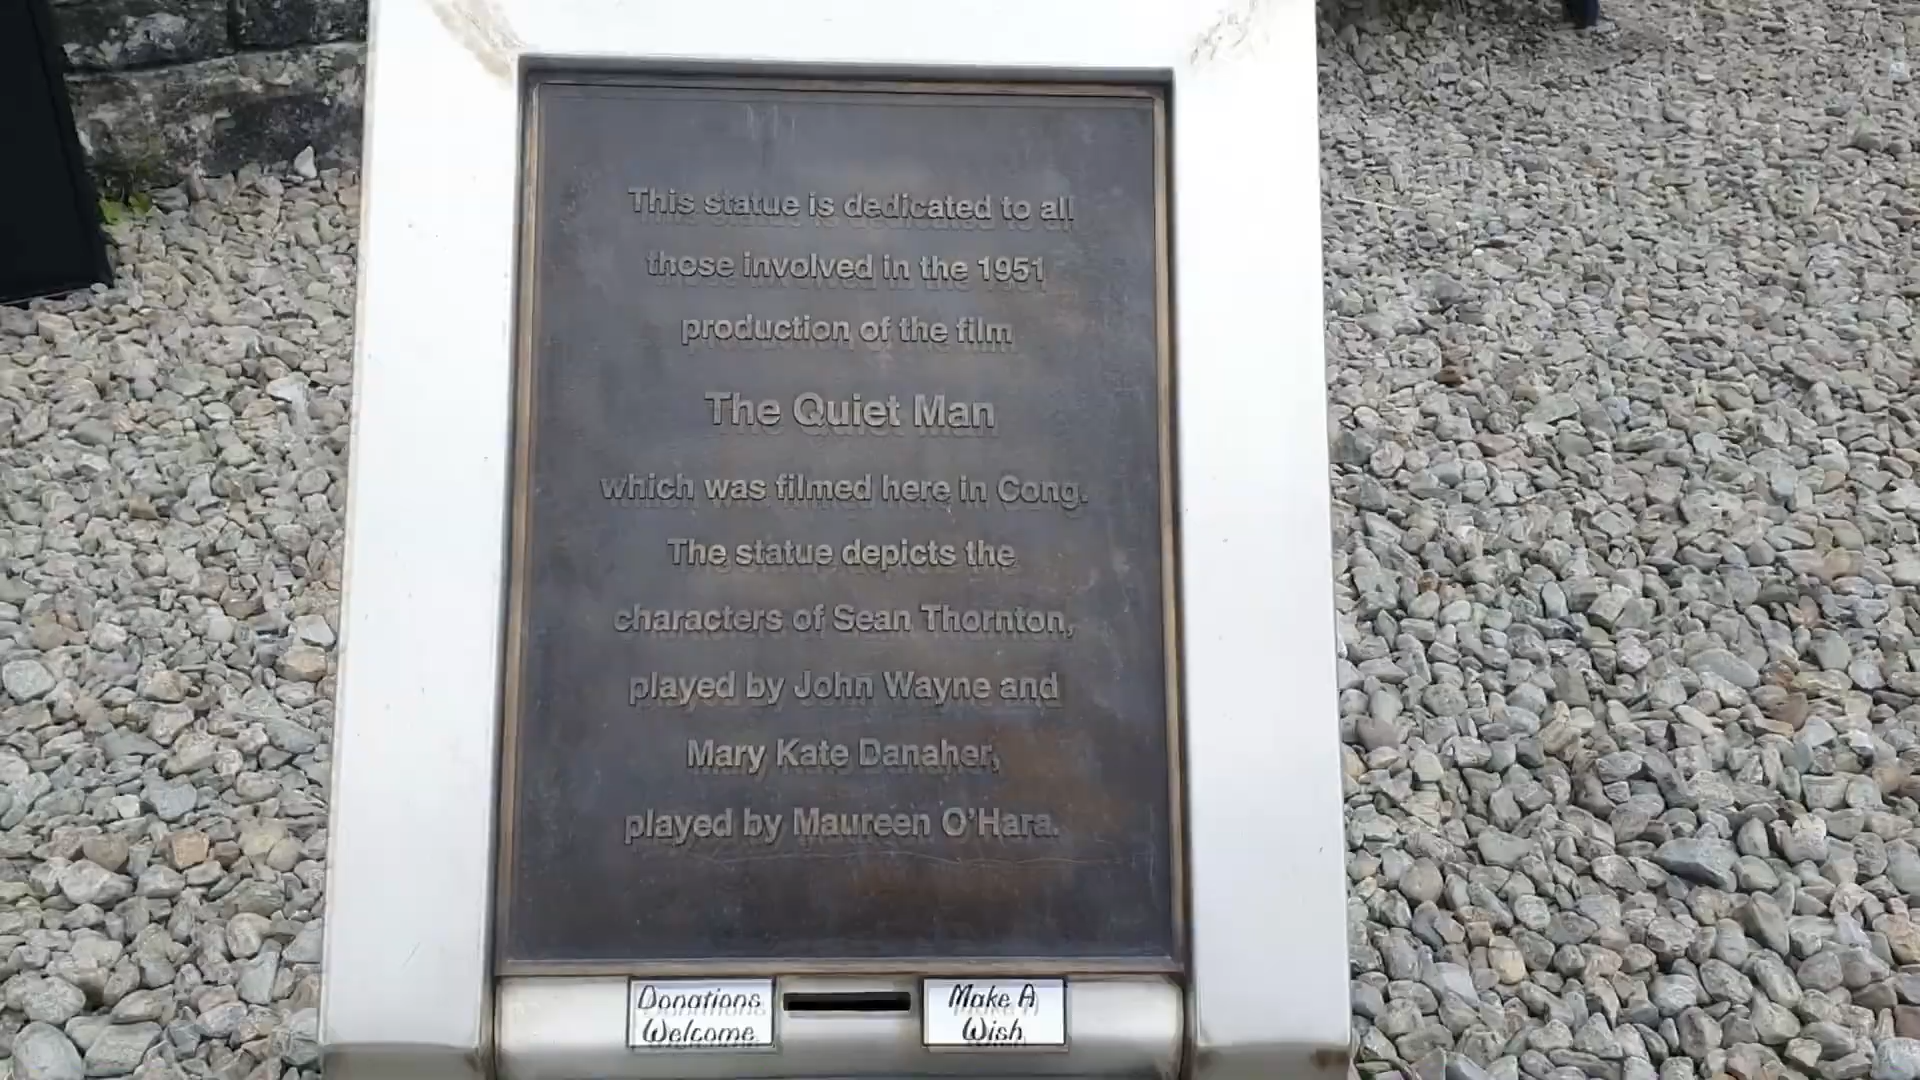 This statue is dedicated to all
those involved in the 1951
production of the film
The Quiet Man
which was filmed here in Cong.
The statue depicts the
characters of Sean Thornton,
played by John Wayne and
Mary Kate Danaher,
played by Maureen O'Hara.
Donations
Welcome
Make A
Wish